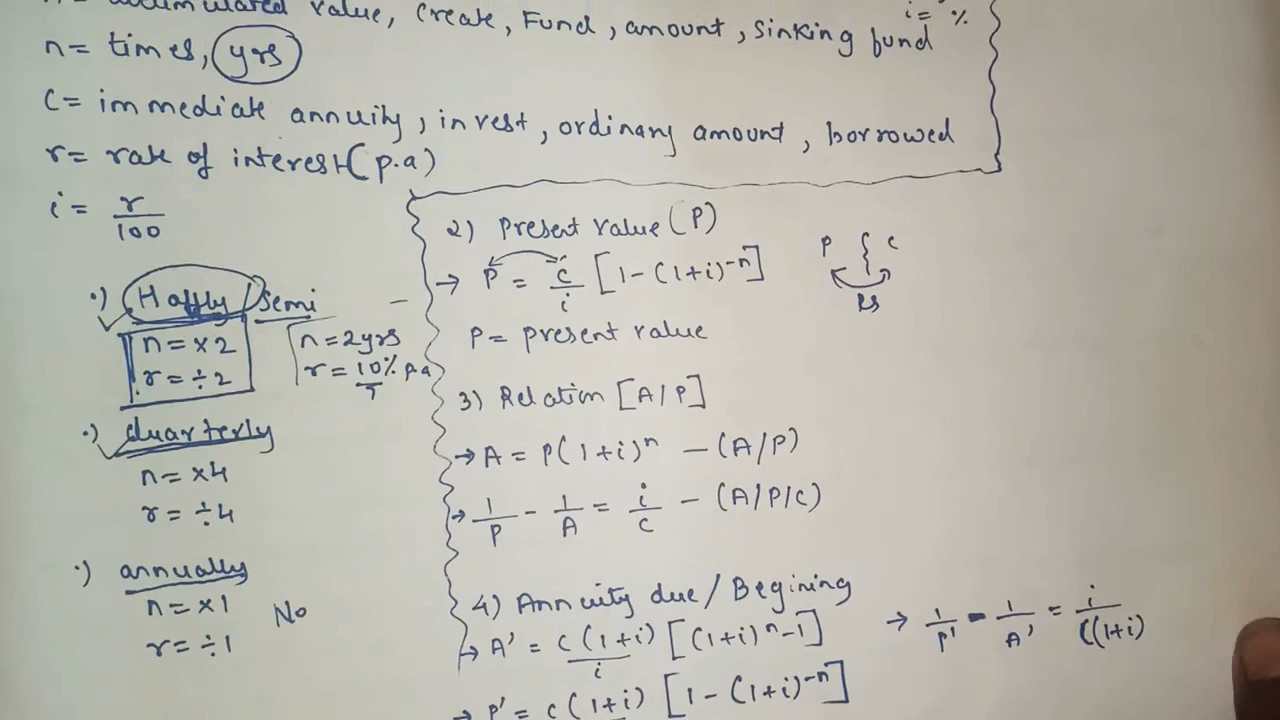 accumulated value, Create, Fund, amount, Sinking fund
i = %
n = times, yrs
C = immediate annuity, invest, ordinary amount, borrowed
r = rate of interest (p.a)
i = r/100
·) Haffly / Semi
n = ×2
r = ÷2
n = 2yrs
r = 10% p.a
·) Quarterly
n = ×4
r = ÷4
·) annually
n = ×1
r = ÷1
No
2) Present Value (P)
→ P = c/i [1-(1+i)^-n]
P = present value
P { c
Rs
3) Relation [A/P]
→ A = P(1+i)^n - (A/P)
→ 1/P - 1/A = i/c - (A/P/C)
4) Annuity due / Begining
→ A' = c(1+i)/i [(1+i)^n-1]
→ 1/P' - 1/A' = i/(C(1+i)
→ P' = c(1+i) [1-(1+i)^-n]